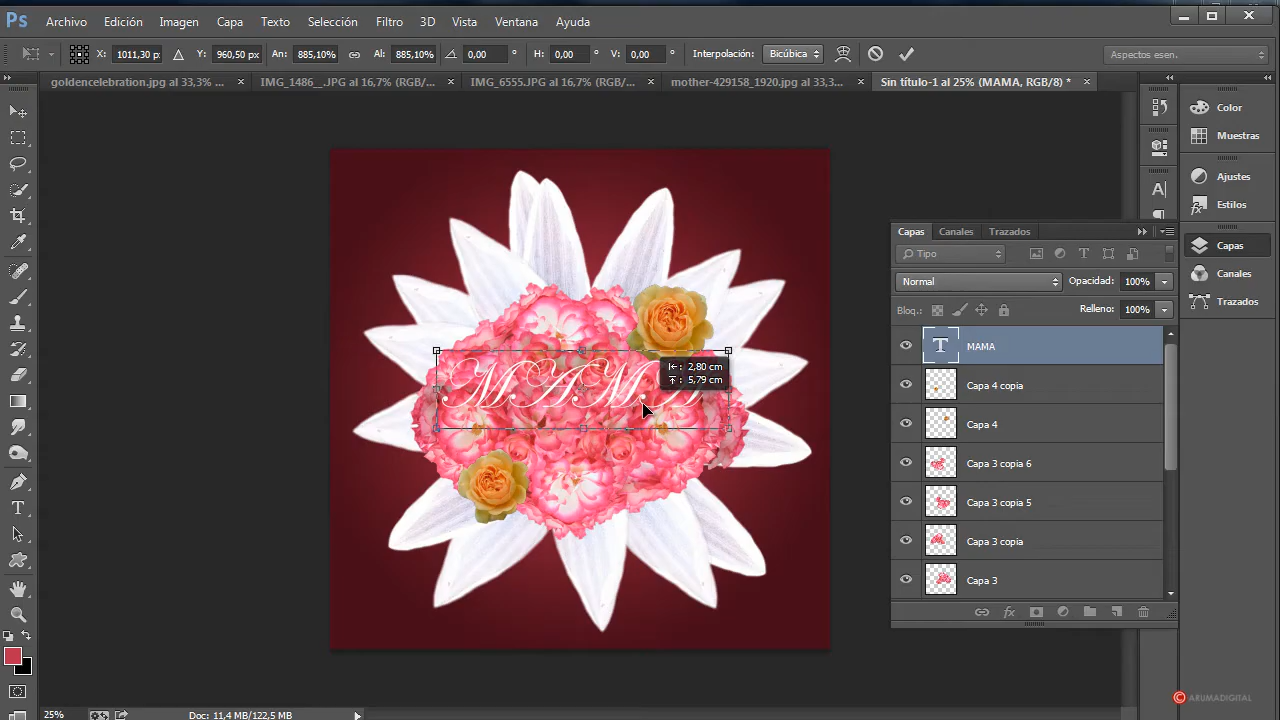 Ps Archivo Edición Imagen Capa Texto Selección Filtro 3D Vista Ventana Ayuda
X: 1011,30 px Y: 960,50 px An: 885,10% Al: 885,10% 0,00 ° H: 0,00 ° V: 0,00 ° Interpolación: Bicúbica Aspectos esen.
goldencelebration.jpg al 33,3% ... × IMG_1486__.JPG al 16,7% (RGB/... × IMG_6555.JPG al 16,7% (RGB/... × mother-429158_1920.jpg al 33,3... × Sin título-1 al 25% (MAMA, RGB/8) * ×
Color
Muestras
Ajustes
Estilos
Capas
Canales
Trazados
Capas Canales Trazados
Tipo
Normal Opacidad: 100%
Bloq.: Relleno: 100%
T MAMA
Capa 4 copia
Capa 4
Capa 3 copia 6
Capa 3 copia 5
Capa 3 copia
Capa 3
fx
MAMA
2,80 cm
5,79 cm
© ARUMADIGITAL
25% Doc: 11,4 MB/122,5 MB